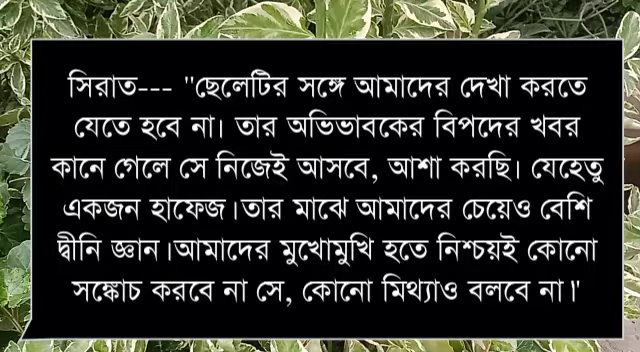 সিরাত--- "ছেলেটির সঙ্গে আমাদের দেখা করতে
যেতে হবে না। তার অভিভাবকের বিপদের খবর
কানে গেলে সে নিজেই আসবে, আশা করছি। যেহেতু
একজন হাফেজ।তার মাঝে আমাদের চেয়েও বেশি
দ্বীনি জ্ঞান।আমাদের মুখোমুখি হতে নিশ্চয়ই কোনো
সঙ্কোচ করবে না সে, কোনো মিথ্যাও বলবে না।'